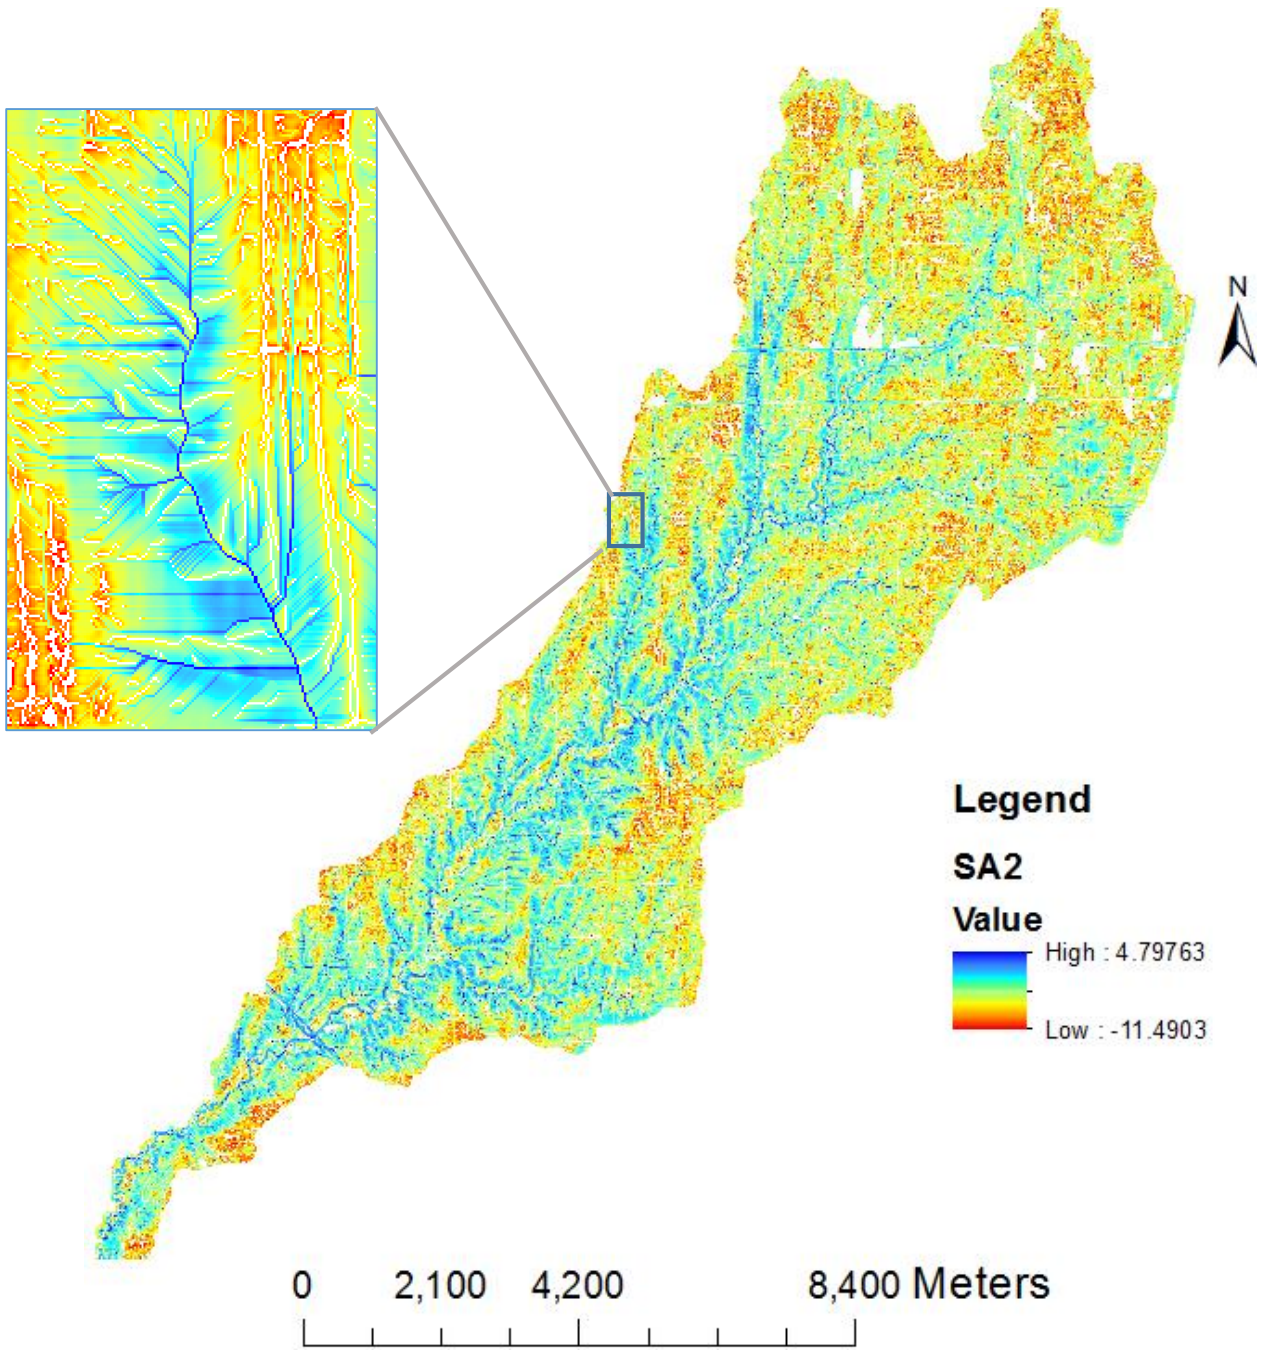 N
Legend
SA2
Value
High : 4.79763
Low : -11.4903
0 2,100 4,200 8,400 Meters